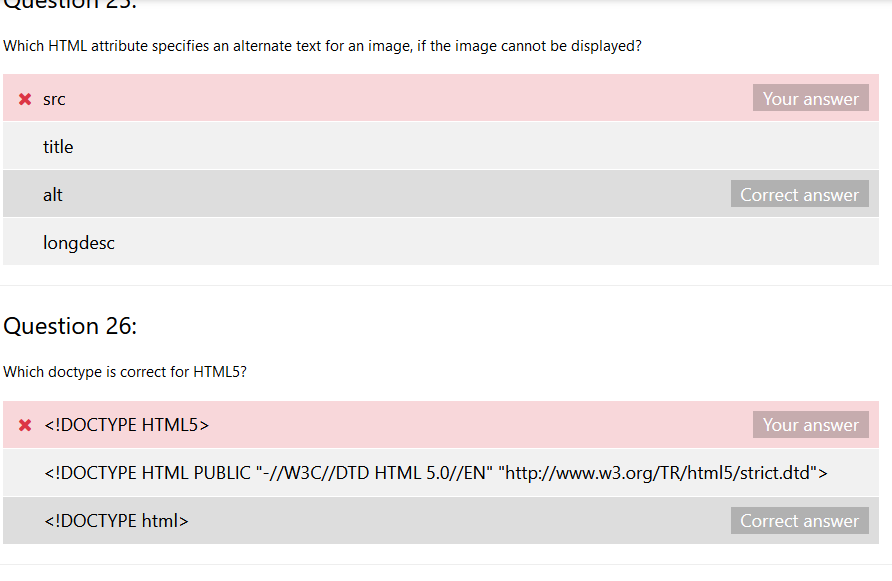 Question 25:
Which HTML attribute specifies an alternate text for an image, if the image cannot be displayed?
src Your answer
title
alt Correct answer
longdesc
Question 26:
Which doctype is correct for HTML5?
<!DOCTYPE HTML5> Your answer
<!DOCTYPE HTML PUBLIC "-//W3C//DTD HTML 5.0//EN" "http://www.w3.org/TR/html5/strict.dtd">
<!DOCTYPE html> Correct answer